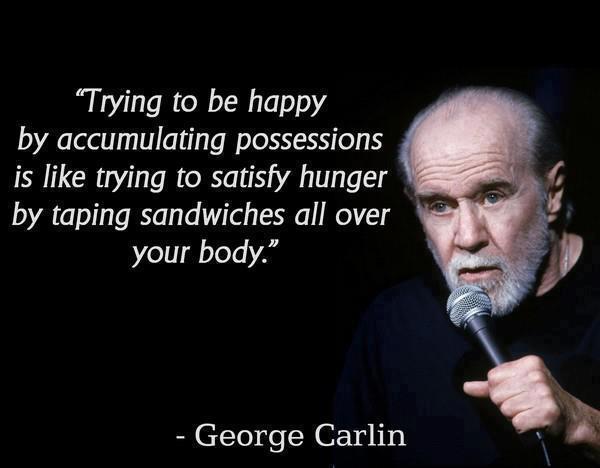 “Trying to be happy
by accumulating possessions
is like trying to satisfy hunger
by taping sandwiches all over
your body.”
- George Carlin